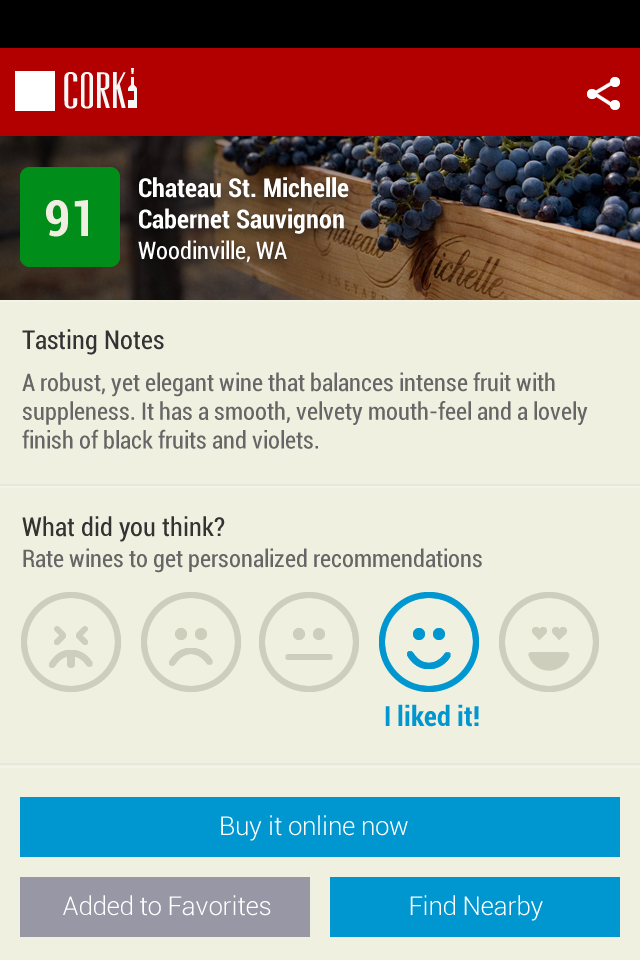 CORKS
91
Chateau St. Michelle
Cabernet Sauvignon
Woodinville, WA
Chateau
Michelle
VINEYARD
Tasting Notes
A robust, yet elegant wine that balances intense fruit with
suppleness. It has a smooth, velvety mouth-feel and a lovely
finish of black fruits and violets.
What did you think?
Rate wines to get personalized recommendations
I liked it!
Buy it online now
Added to Favorites
Find Nearby